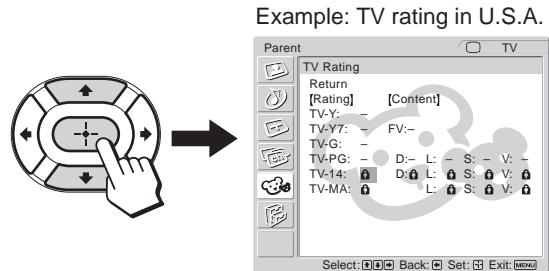 Example: TV rating in U.S.A.
Parent TV
TV Rating
Return
[Rating] [Content]
TV-Y: –
TV-Y7: – FV:–
TV-G: –
TV-PG: – D:– L: – S: – V: –
TV-14: D: L: S: V:
TV-MA: L: S: V:
Select: Back: Set: Exit: MENU